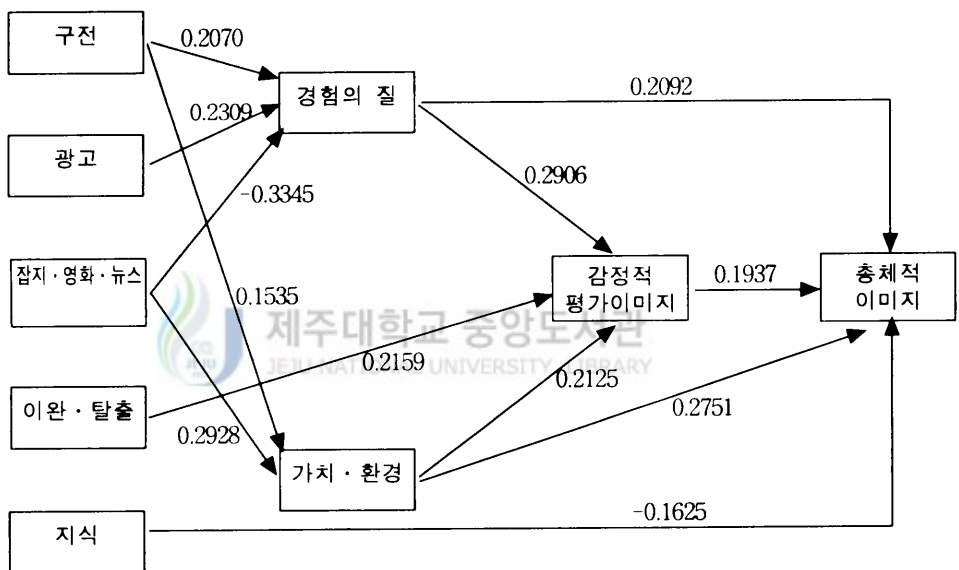 구전
0.2070
경험의 질
0.2092
0.2309
광고
0.2906
-0.3345
잡지·영화·뉴스
감정적
평가이미지
0.1937
총체적
이미지
0.1535
제주대학교 중앙도서관
JEJU NATIONAL UNIVERSITY LIBRARY
0.2159
0.2125
이완·탈출
0.2751
0.2928
가치·환경
-0.1625
지식